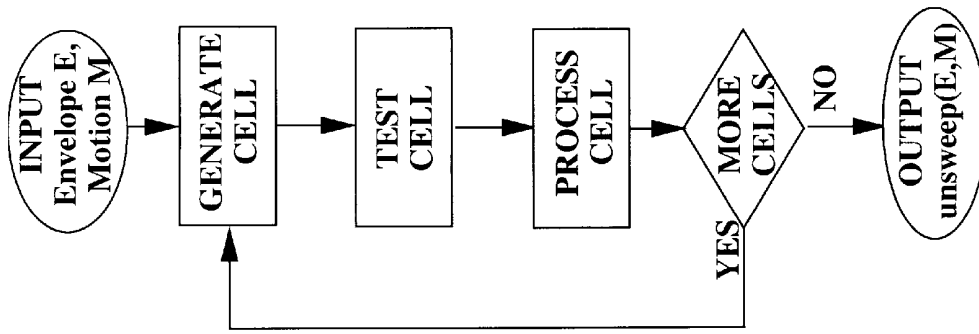 INPUT
Envelope E,
Motion M
GENERATE
CELL
TEST
CELL
PROCESS
CELL
MORE
CELLS
YES
NO
OUTPUT
unsweep(E,M)